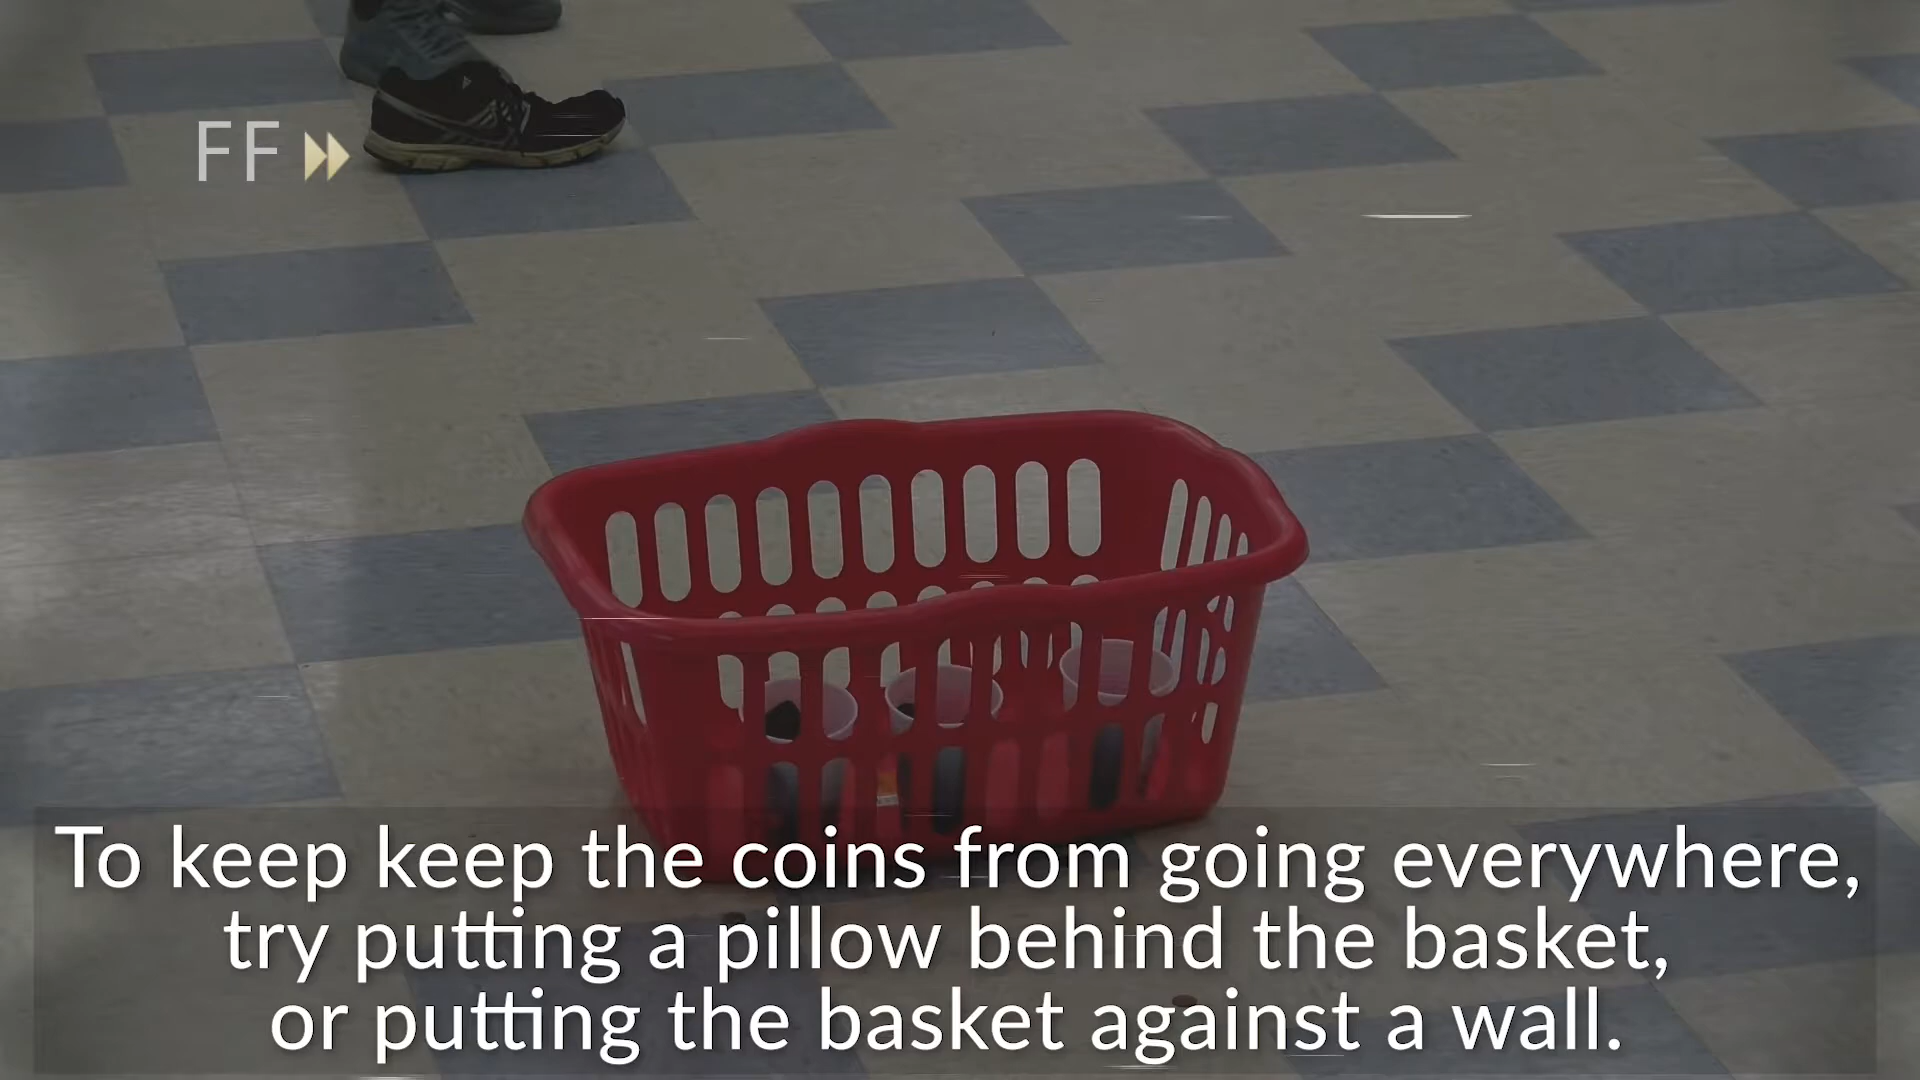 FF
To keep keep the coins from going everywhere,
try putting a pillow behind the basket,
or putting the basket against a wall.